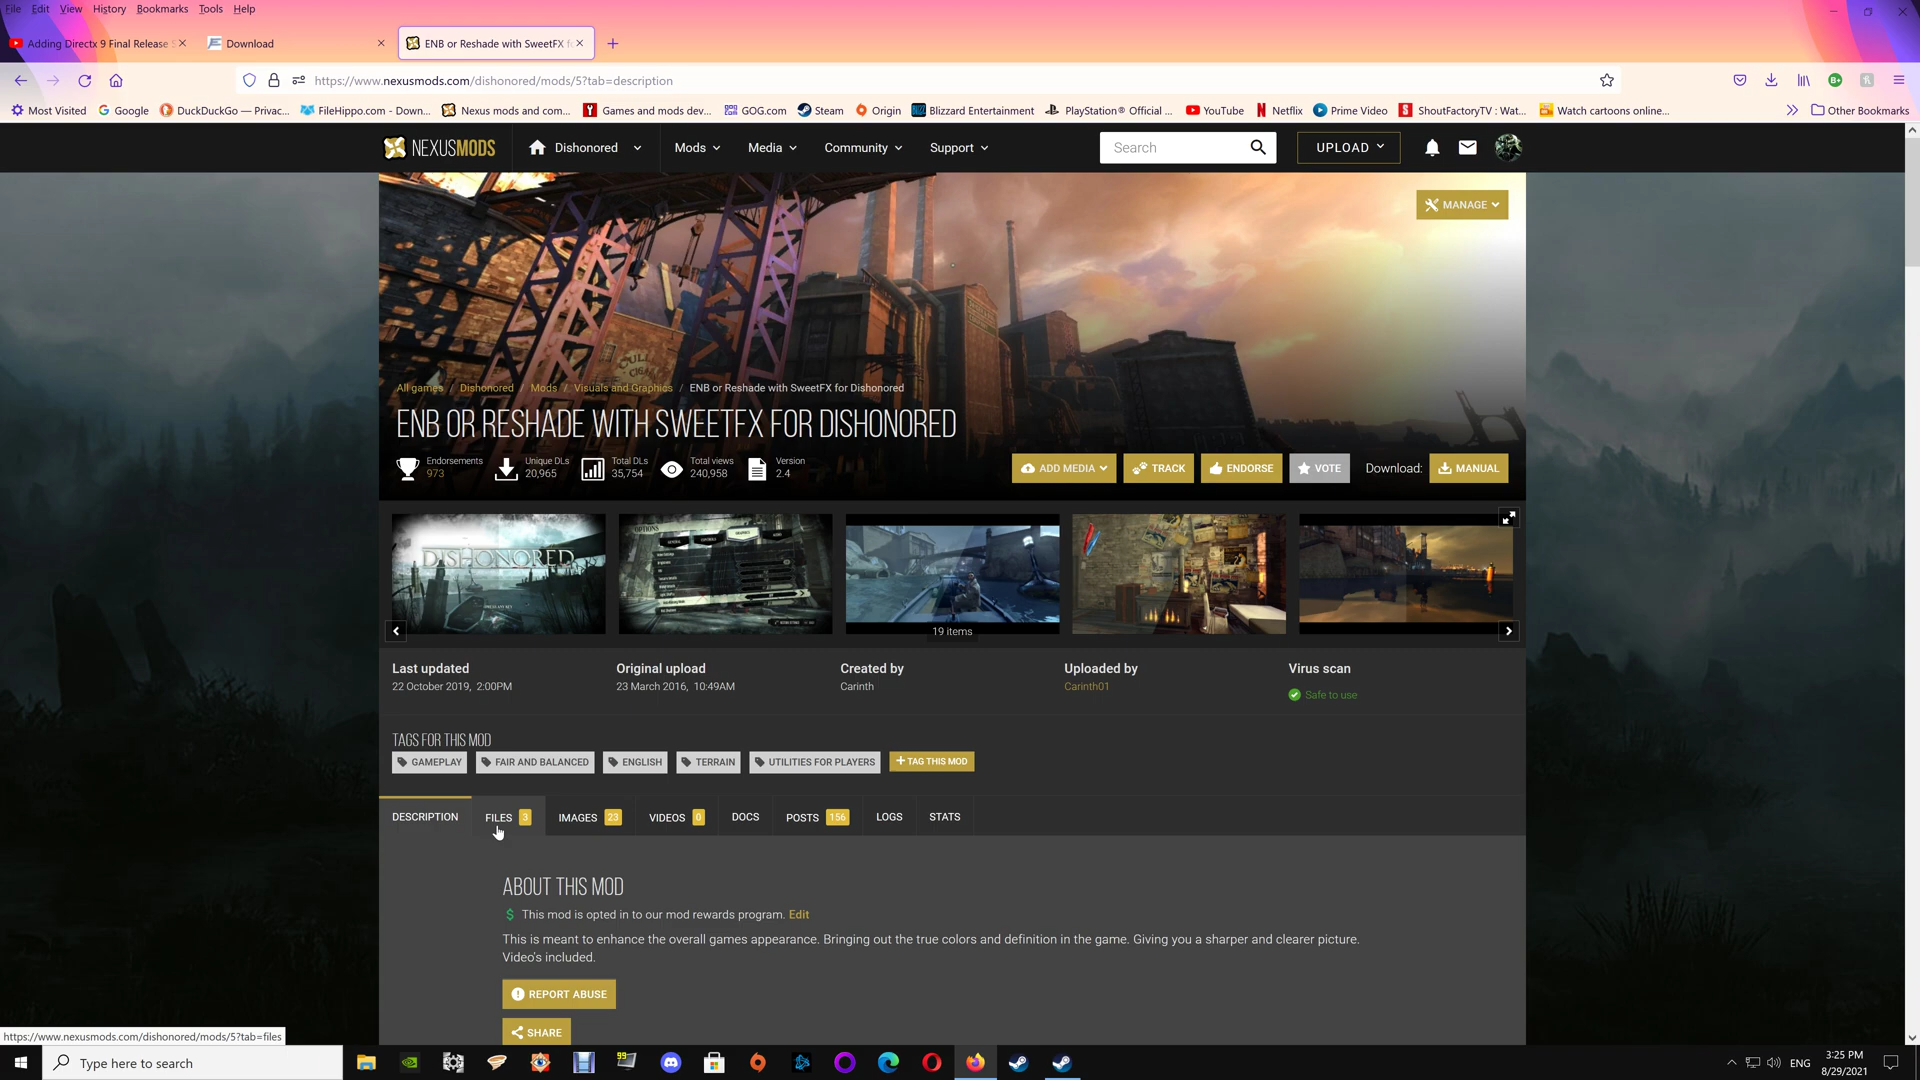 File Edit View History Bookmarks Tools Help
Adding Directx 9 Final Release S
Download
ENB or Reshade with SweetFX fo
https://www.nexusmods.com/dishonored/mods/5?tab=description
Most Visited Google DuckDuckGo — Privac... FileHippo.com - Down... Nexus mods and com... Games and mods dev... GOG.com Steam Origin Blizzard Entertainment PlayStation® Official ... YouTube Netflix Prime Video ShoutFactoryTV : Wat... Watch cartoons online... Other Bookmarks
NEXUSMODS Dishonored Mods Media Community Support Search UPLOAD
MANAGE
All games / Dishonored / Mods / Visuals and Graphics / ENB or Reshade with SweetFX for Dishonored
ENB OR RESHADE WITH SWEETFX FOR DISHONORED
Endorsements Unique DLs Total DLs Total views Version
973 20,965 35,754 240,958 2.4
ADD MEDIA TRACK ENDORSE VOTE Download: MANUAL
DISHONORED
OPTIONS
19 items
Last updated Original upload Created by Uploaded by Virus scan
22 October 2019, 2:00PM 23 March 2016, 10:49AM Carinth Carinth01 Safe to use
TAGS FOR THIS MOD
GAMEPLAY FAIR AND BALANCED ENGLISH TERRAIN UTILITIES FOR PLAYERS + TAG THIS MOD
DESCRIPTION FILES 3 IMAGES 23 VIDEOS 0 DOCS POSTS 156 LOGS STATS
ABOUT THIS MOD
$ This mod is opted in to our mod rewards program. Edit
This is meant to enhance the overall games appearance. Bringing out the true colors and definition in the game. Giving you a sharper and clearer picture.
Video's included.
REPORT ABUSE
SHARE
https://www.nexusmods.com/dishonored/mods/5?tab=files
Type here to search
99
ENG
3:25 PM
8/29/2021